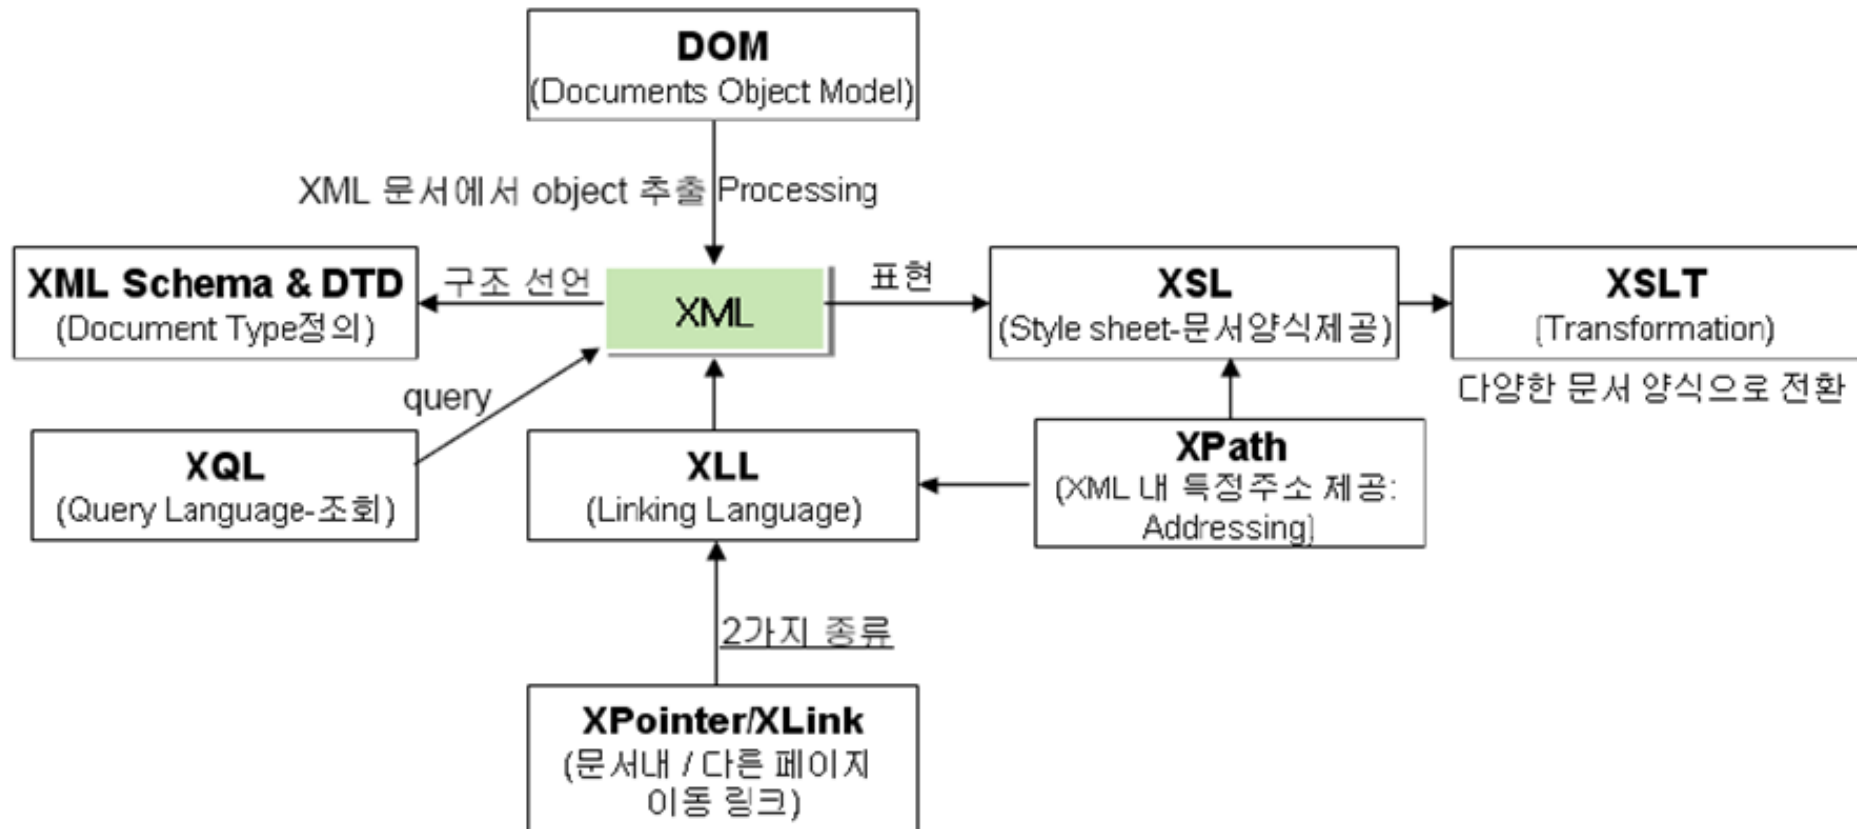 DOM
(Documents Object Model)
XML 문서에서 object 추출 Processing
XML Schema & DTD
(Document Type정의)
구조 선언
XML
표현
XSL
(Style sheet-문서양식제공)
XSLT
(Transformation)
다양한 문서 양식으로 전환
query
XQL
(Query Language-조회)
XLL
(Linking Language)
XPath
(XML 내 특정주소 제공:
Addressing)
2가지 종류
XPointer/XLink
(문서내 / 다른 페이지
이동 링크)